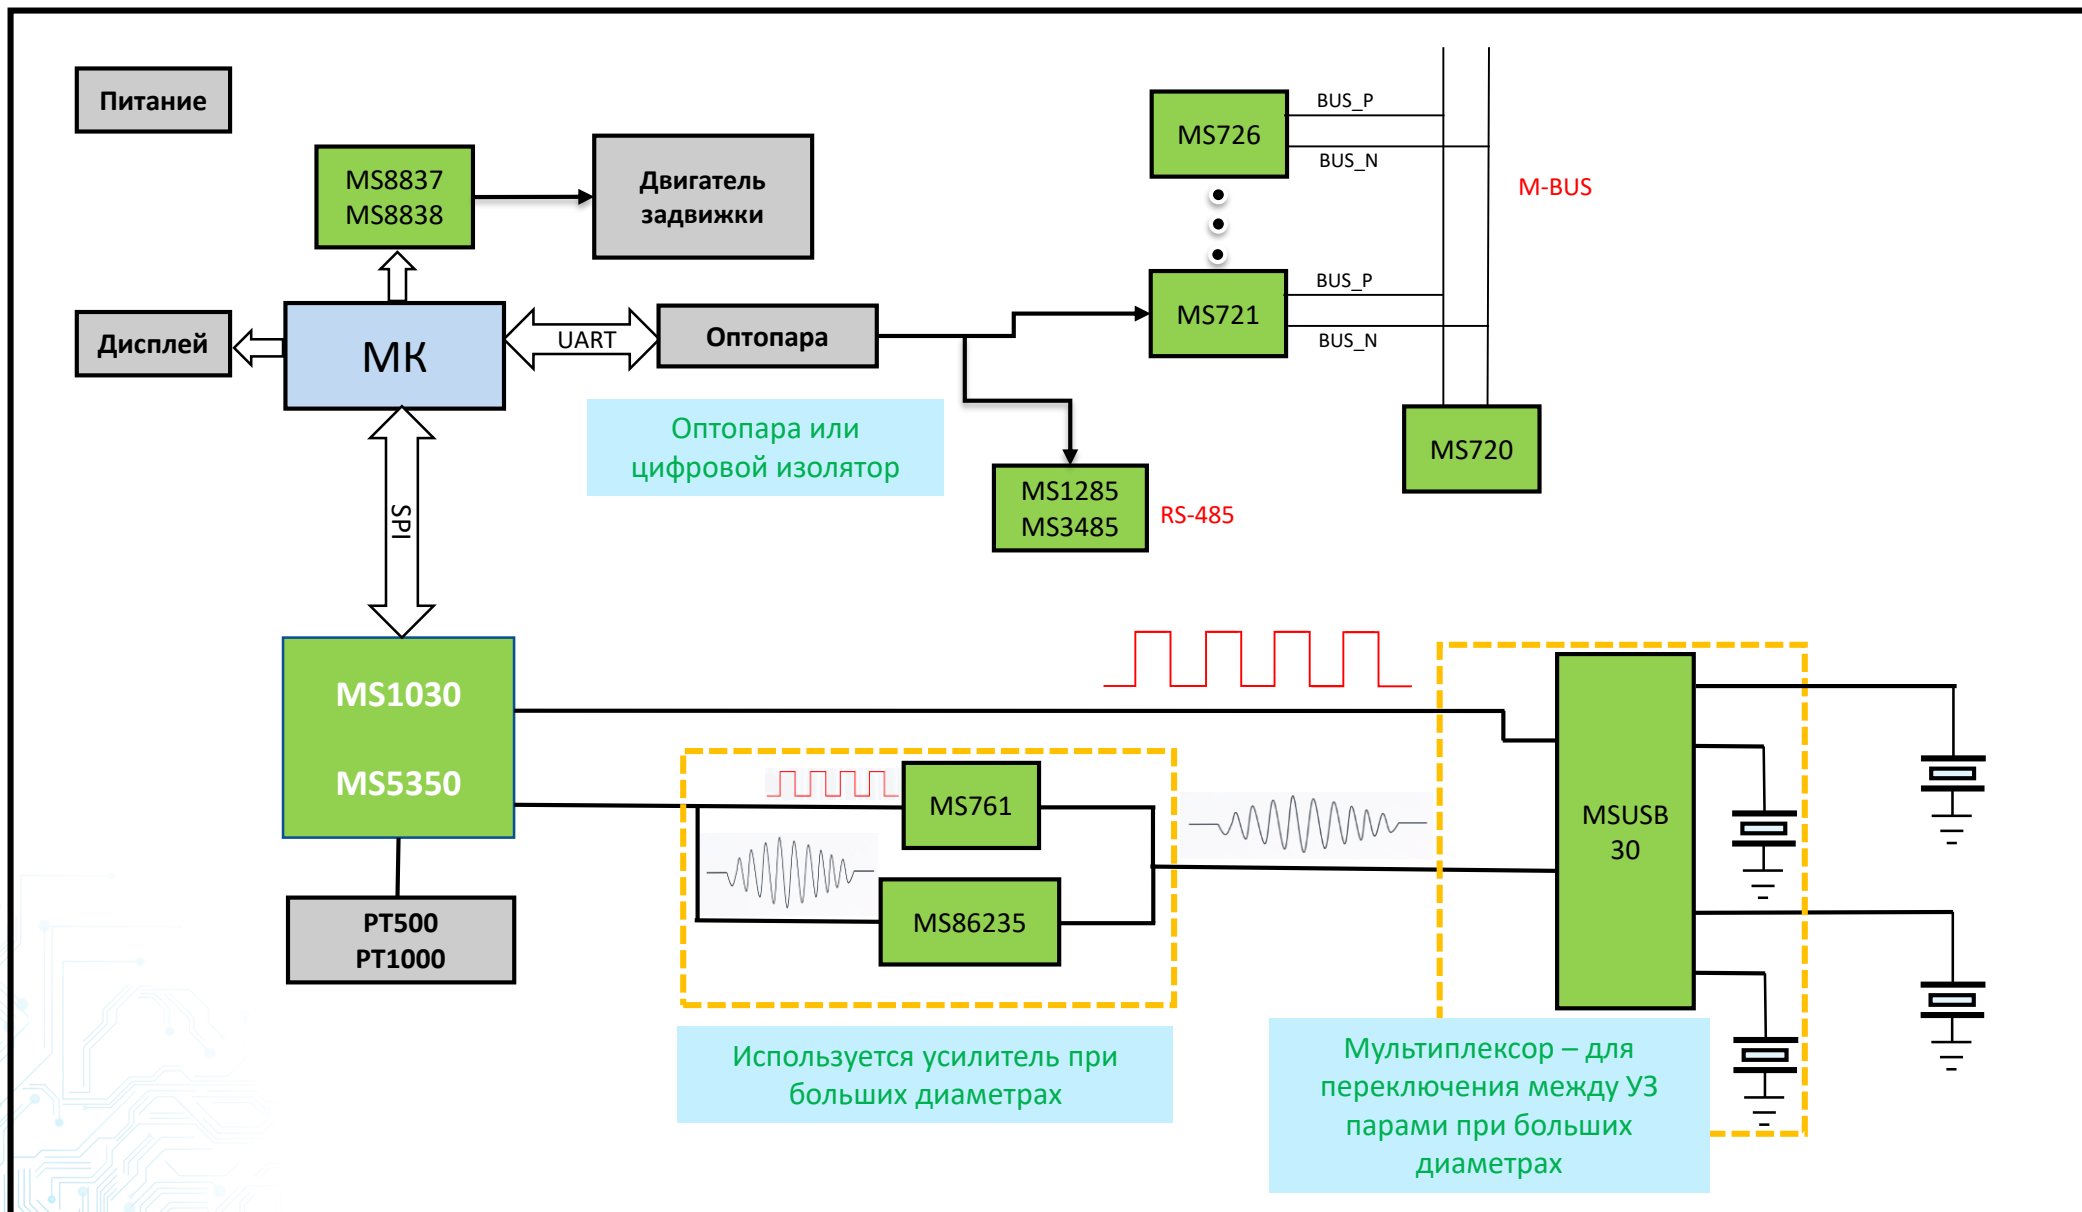 Питание
MS8837
MS8838
Двигатель
задвижки
MS726
BUS_P
BUS_N
M-BUS
Дисплей
МК
UART
Оптопара
MS721
BUS_P
BUS_N
Оптопара или
цифровой изолятор
MS720
MS1285
MS3485
RS-485
SPI
MS1030
MS5350
MS761
MS86235
MSUSB
30
PT500
PT1000
Используется усилитель при
больших диаметрах
Мультиплексор – для
переключения между УЗ
парами при больших
диаметрах